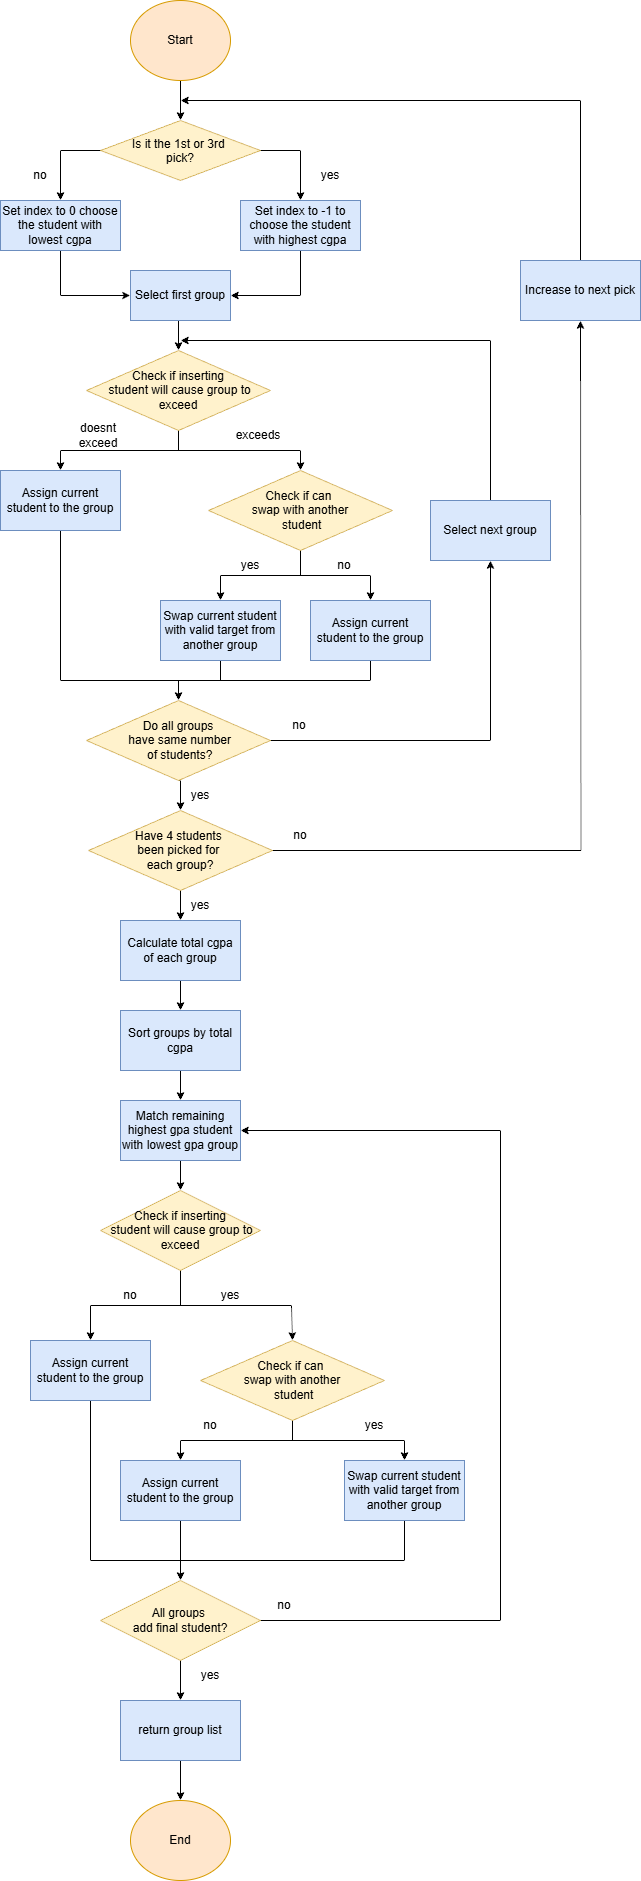 Start
Is it the 1st or 3rd
pick?
no
yes
Set index to 0 choose
the student with
lowest cgpa
Set index to -1 to
choose the student
with highest cgpa
Select first group
Increase to next pick
Check if inserting
student will cause group to
exceed
doesnt
exceed
exceeds
Assign current
student to the group
Check if can
swap with another
student
Select next group
yes
no
Swap current student
with valid target from
another group
Assign current
student to the group
Do all groups
have same number
of students?
no
yes
Have 4 students
been picked for
each group?
no
yes
Calculate total cgpa
of each group
Sort groups by total
cgpa
Match remaining
highest gpa student
with lowest gpa group
Check if inserting
student will cause group to
exceed
no
yes
Assign current
student to the group
Check if can
swap with another
student
no
yes
Assign current
student to the group
Swap current student
with valid target from
another group
All groups
add final student?
no
yes
return group list
End